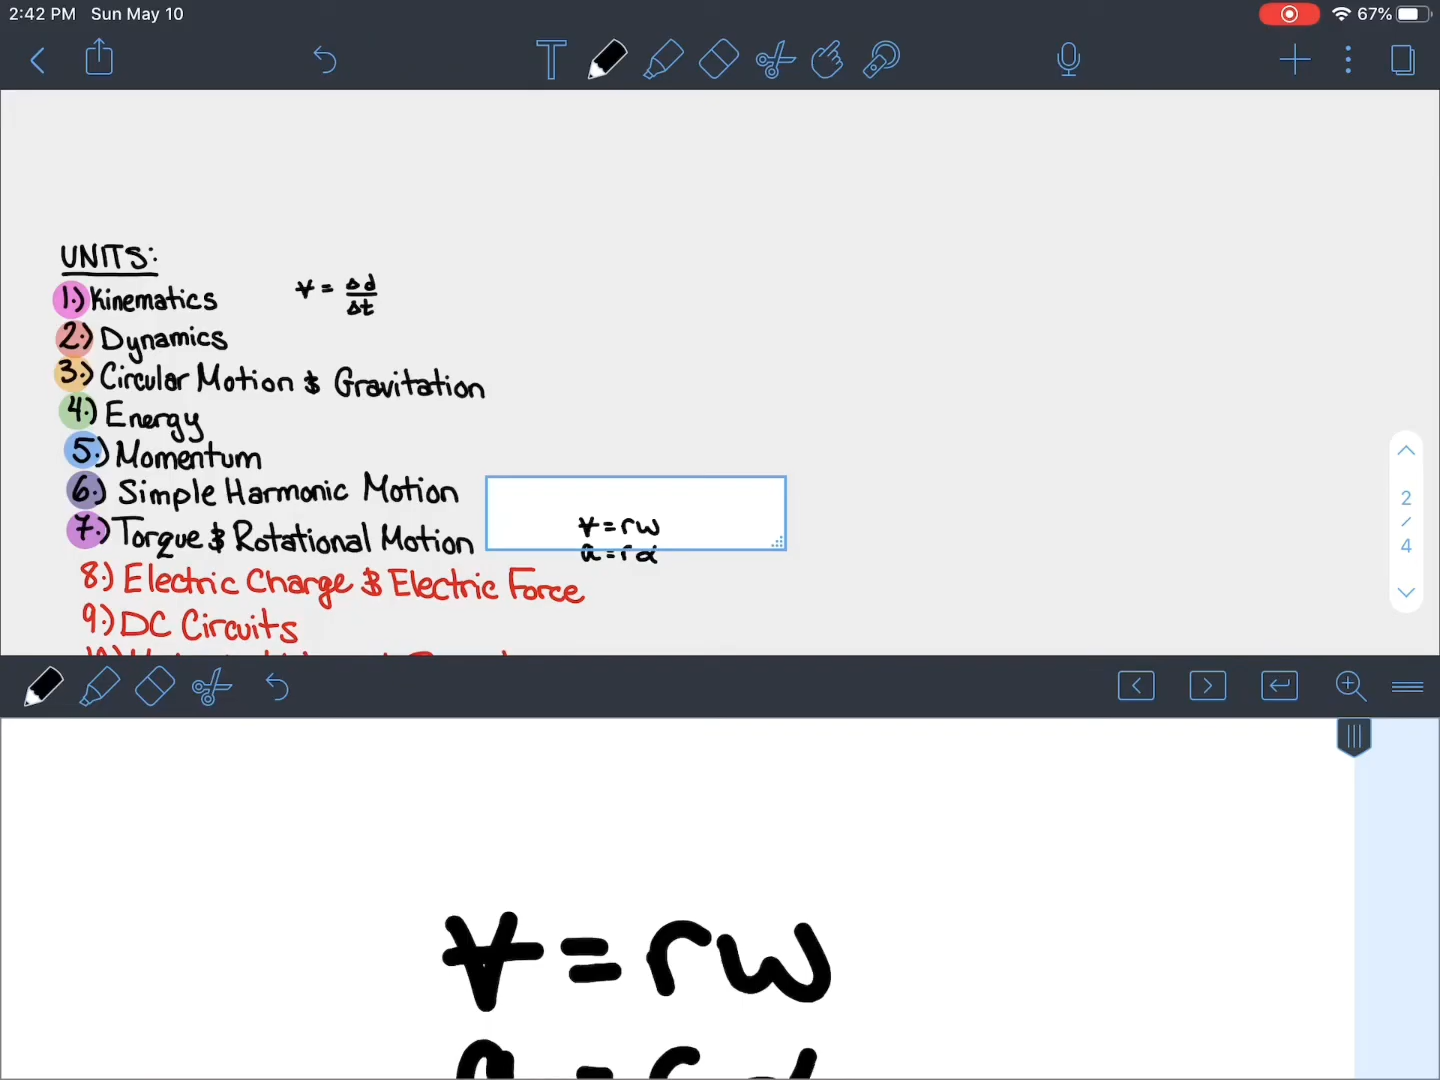 2:42 PM Sun May 10
67%
UNITS:
1.) Kinematics
v = Δd/Δt
2.) Dynamics
3.) Circular Motion & Gravitation
4.) Energy
5.) Momentum
6.) Simple Harmonic Motion
v = rω
7.) Torque & Rotational Motion
a = rα
8.) Electric Charge & Electric Force
9.) DC Circuits
2
/
4
v = rω
a = rα